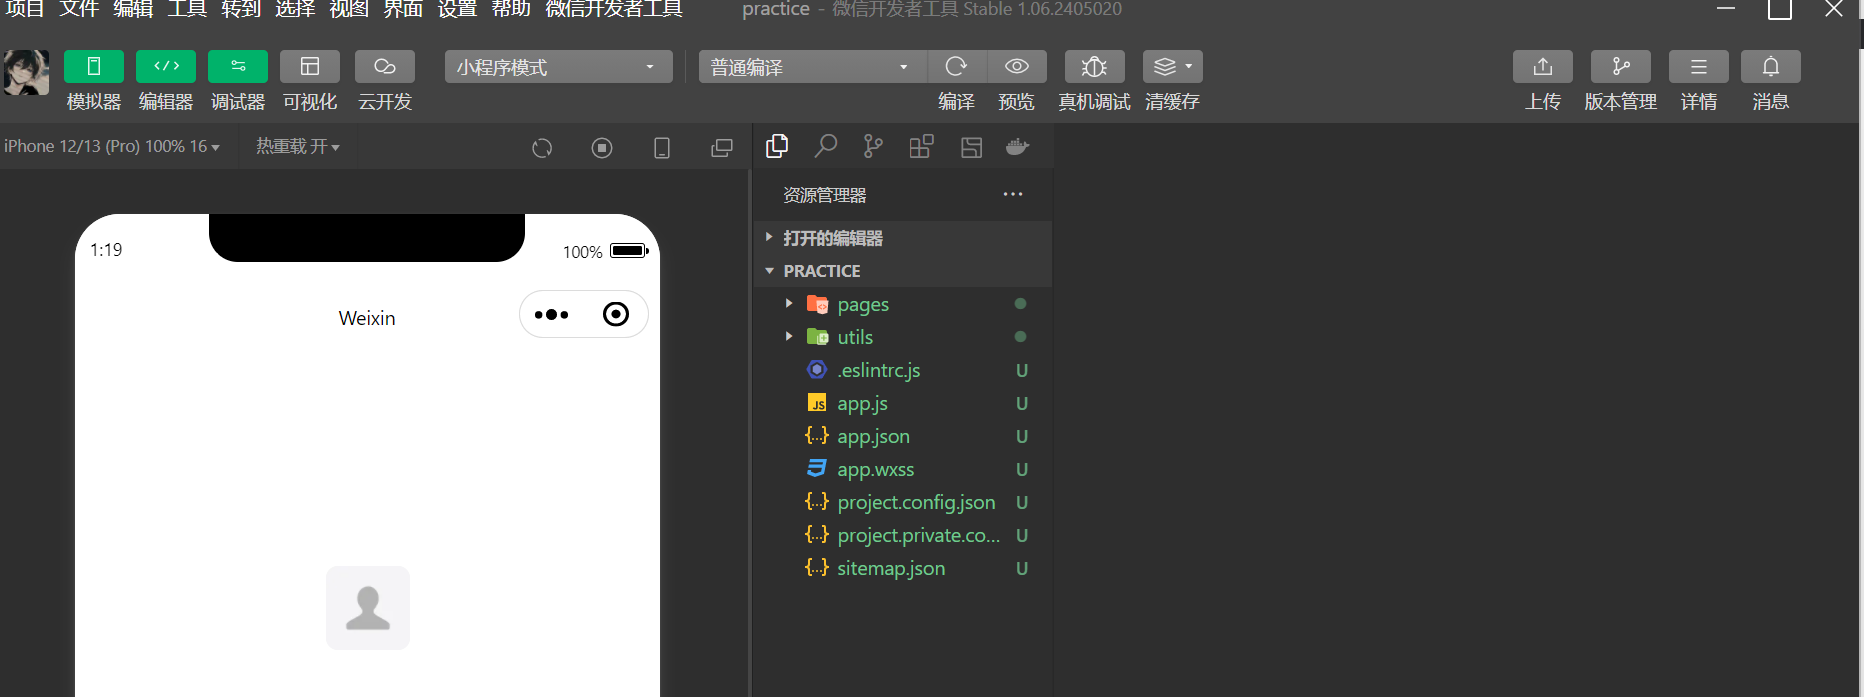 项目 文件 编辑 工具 转到 选择 视图 界面 设置 帮助 微信开发者工具 practice - 微信开发者工具 Stable 1.06.2405020
小程序模式 普通编译
模拟器 编辑器 调试器 可视化 云开发 编译 预览 真机调试 清缓存 上传 版本管理 详情 消息
iPhone 12/13 (Pro) 100% 16 热重载 开
资源管理器
打开的编辑器
PRACTICE
pages
utils
.eslintrc.js U
JS app.js U
app.json U
app.wxss U
project.config.json U
project.private.co... U
sitemap.json U
1:19 100%
Weixin